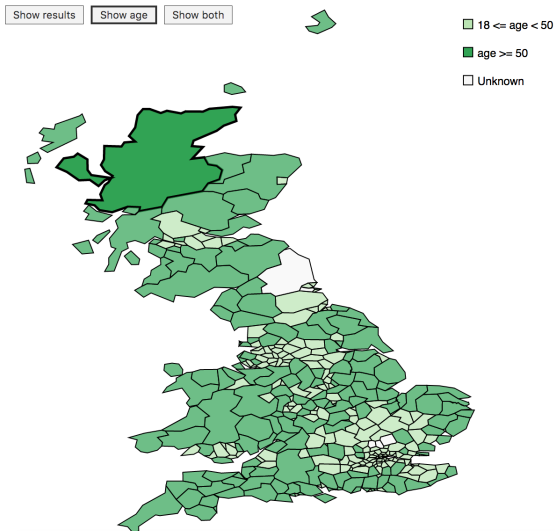 Show results
Show age
Show both
18 <= age < 50
age >= 50
Unknown